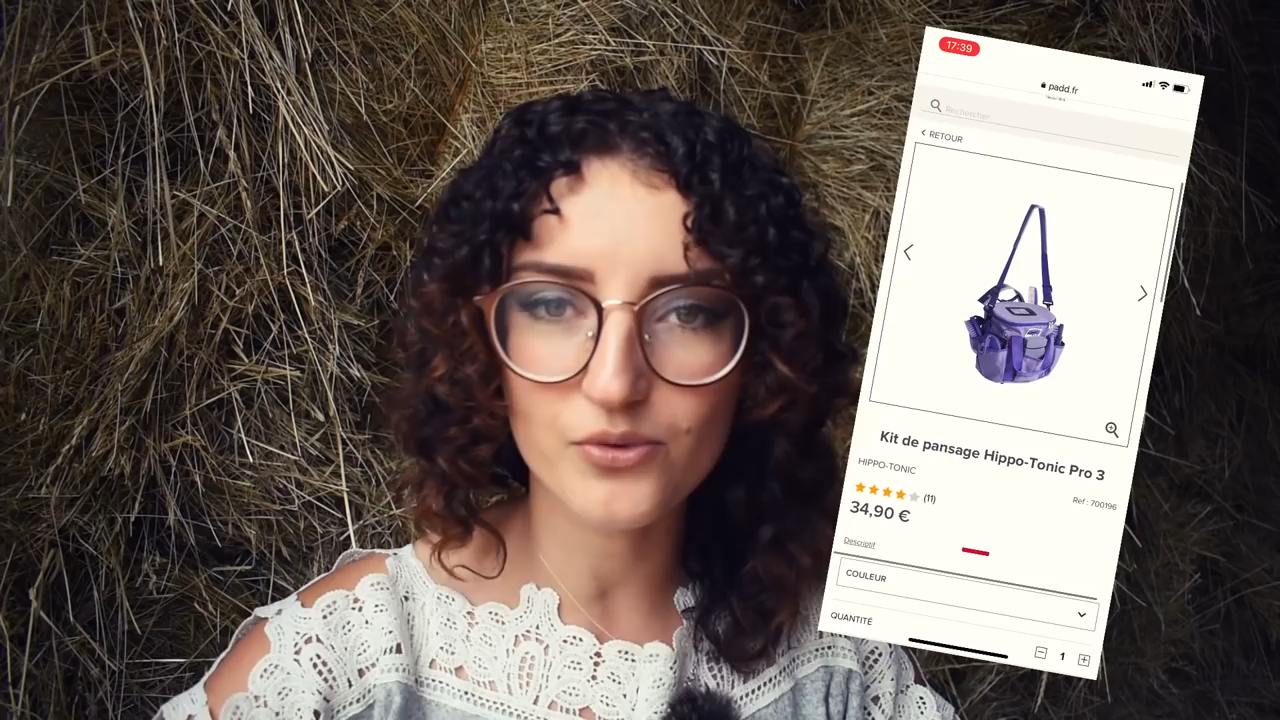 17:39
padd.fr
Rechercher
RETOUR
Kit de pansage Hippo-Tonic Pro 3
HIPPO-TONIC
(11)
Ref : 700196
34,90 €
Descriptif
COULEUR
QUANTITÉ
1